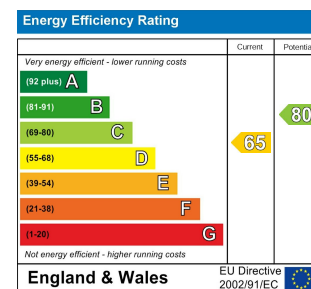 Energy Efficiency Rating
Current Potentia
Very energy efficient - lower running costs
(92 plus) A
(81-91) B
(69-80) C
(55-68) D
(39-54) E
(21-38) F
(1-20) G
65
80
Not energy efficient - higher running costs
England & Wales
EU Directive
2002/91/EC